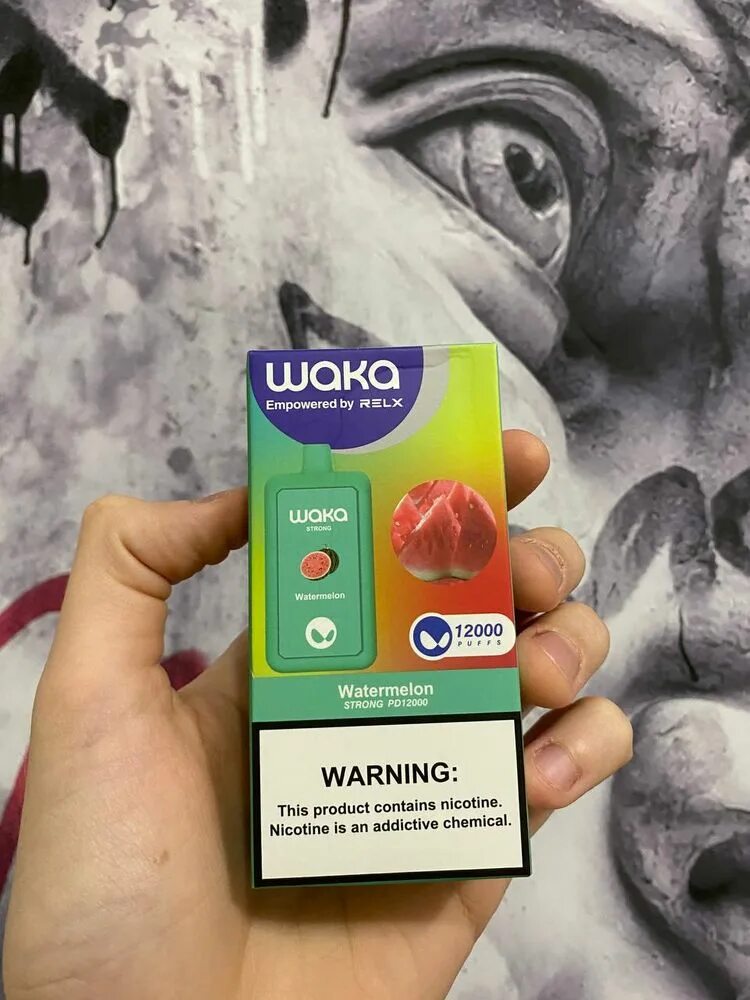 waka
Empowered by RELX
waka
STRONG
Watermelon
12000
PUFFS
Watermelon
STRONG PD12000
WARNING:
This product contains nicotine.
Nicotine is an addictive chemical.